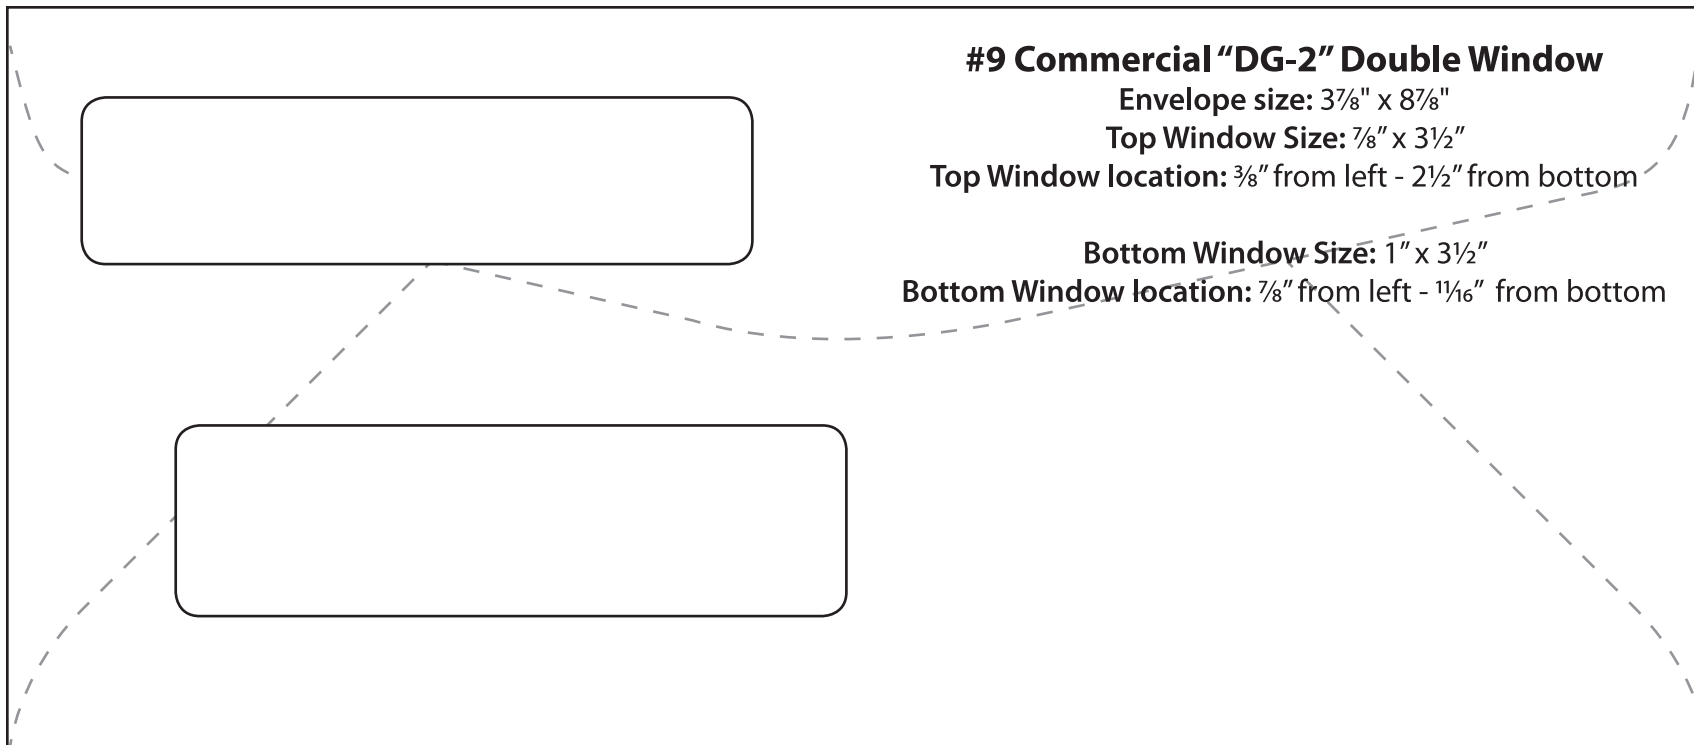 #9 Commercial “DG-2” Double Window
Envelope size: 3⅞" x 8⅞"
Top Window Size: ⅞” x 3½”
Top Window location: ⅜” from left - 2½” from bottom
Bottom Window Size: 1” x 3½”
Bottom Window location: ⅞” from left - ¹¹⁄₁₆” from bottom